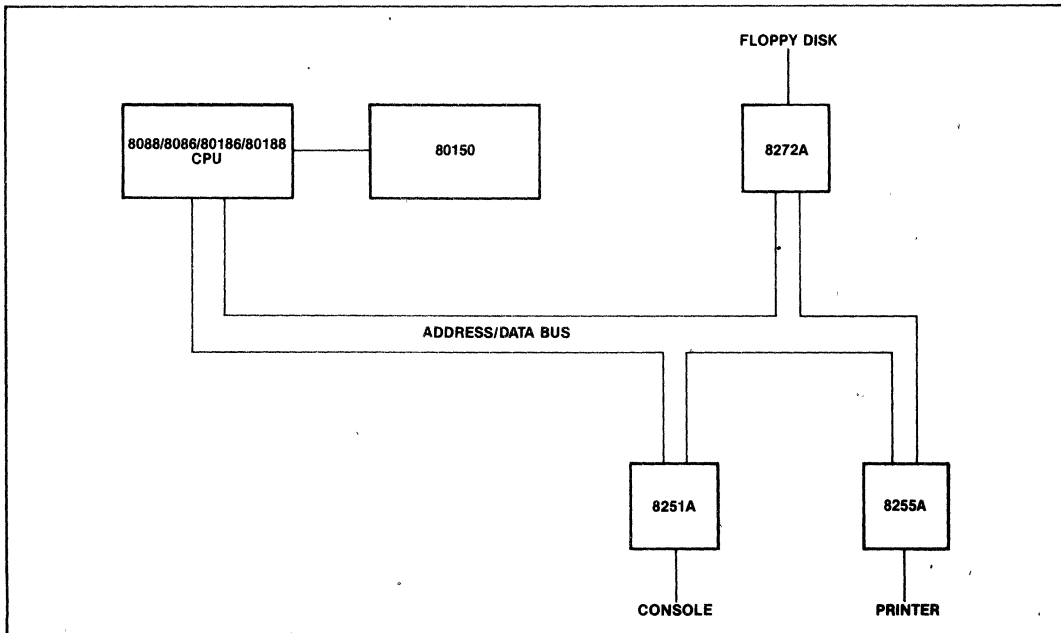 FLOPPY DISK
8088/8086/80186/80188
CPU
80150
8272A
ADDRESS/DATA BUS
8251A
8255A
CONSOLE
PRINTER